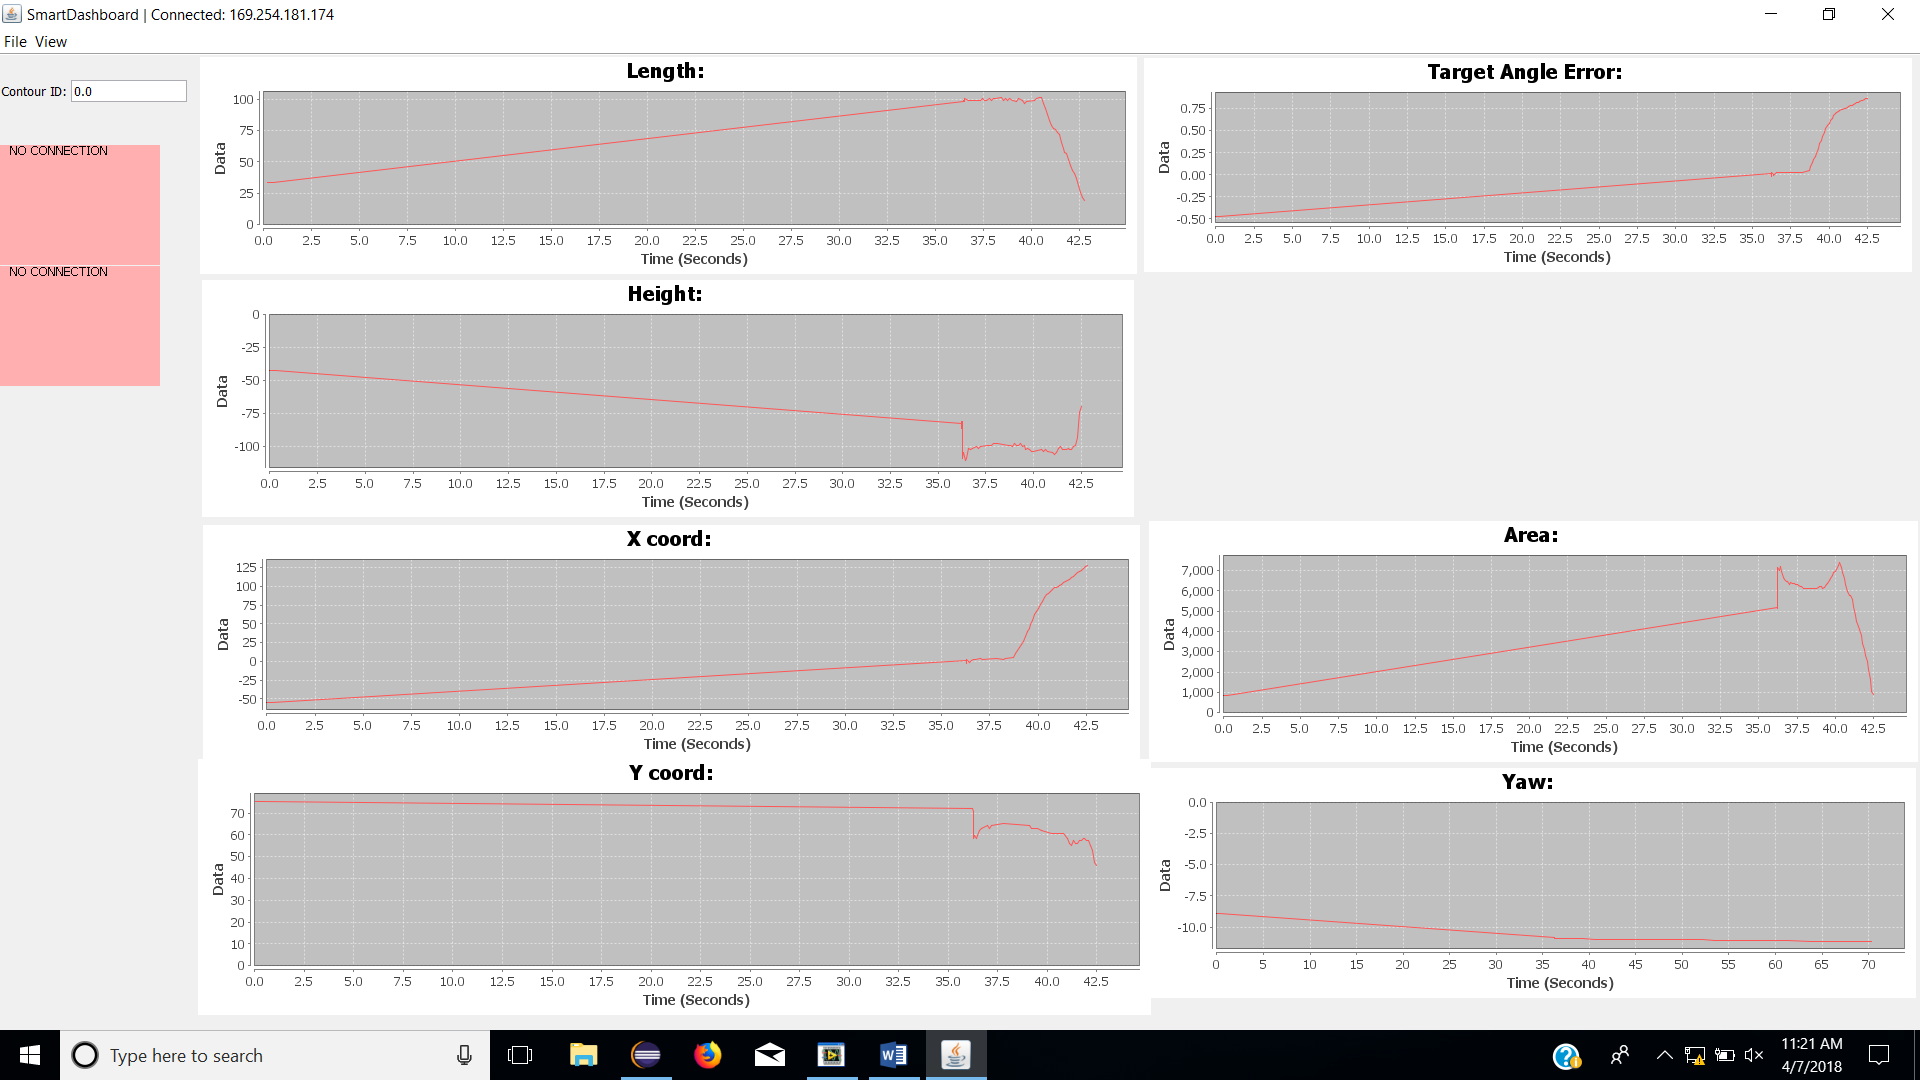 SmartDashboard | Connected: 169.254.181.174
File View
Contour ID: 0.0
NO CONNECTION
NO CONNECTION
Length:
100
75
50
25
0
Data
0.0 2.5 5.0 7.5 10.0 12.5 15.0 17.5 20.0 22.5 25.0 27.5 30.0 32.5 35.0 37.5 40.0 42.5
Time (Seconds)
Target Angle Error:
0.75
0.50
0.25
0.00
-0.25
-0.50
Data
0.0 2.5 5.0 7.5 10.0 12.5 15.0 17.5 20.0 22.5 25.0 27.5 30.0 32.5 35.0 37.5 40.0 42.5
Time (Seconds)
Height:
0
-25
-50
-75
-100
Data
0.0 2.5 5.0 7.5 10.0 12.5 15.0 17.5 20.0 22.5 25.0 27.5 30.0 32.5 35.0 37.5 40.0 42.5
Time (Seconds)
X coord:
125
100
75
50
25
0
-25
-50
Data
0.0 2.5 5.0 7.5 10.0 12.5 15.0 17.5 20.0 22.5 25.0 27.5 30.0 32.5 35.0 37.5 40.0 42.5
Time (Seconds)
Area:
7,000
6,000
5,000
4,000
3,000
2,000
1,000
0
Data
0.0 2.5 5.0 7.5 10.0 12.5 15.0 17.5 20.0 22.5 25.0 27.5 30.0 32.5 35.0 37.5 40.0 42.5
Time (Seconds)
Y coord:
70
60
50
40
30
20
10
0
Data
0.0 2.5 5.0 7.5 10.0 12.5 15.0 17.5 20.0 22.5 25.0 27.5 30.0 32.5 35.0 37.5 40.0 42.5
Time (Seconds)
Yaw:
0.0
-2.5
-5.0
-7.5
-10.0
Data
0 5 10 15 20 25 30 35 40 45 50 55 60 65 70
Time (Seconds)
Type here to search
11:21 AM
4/7/2018